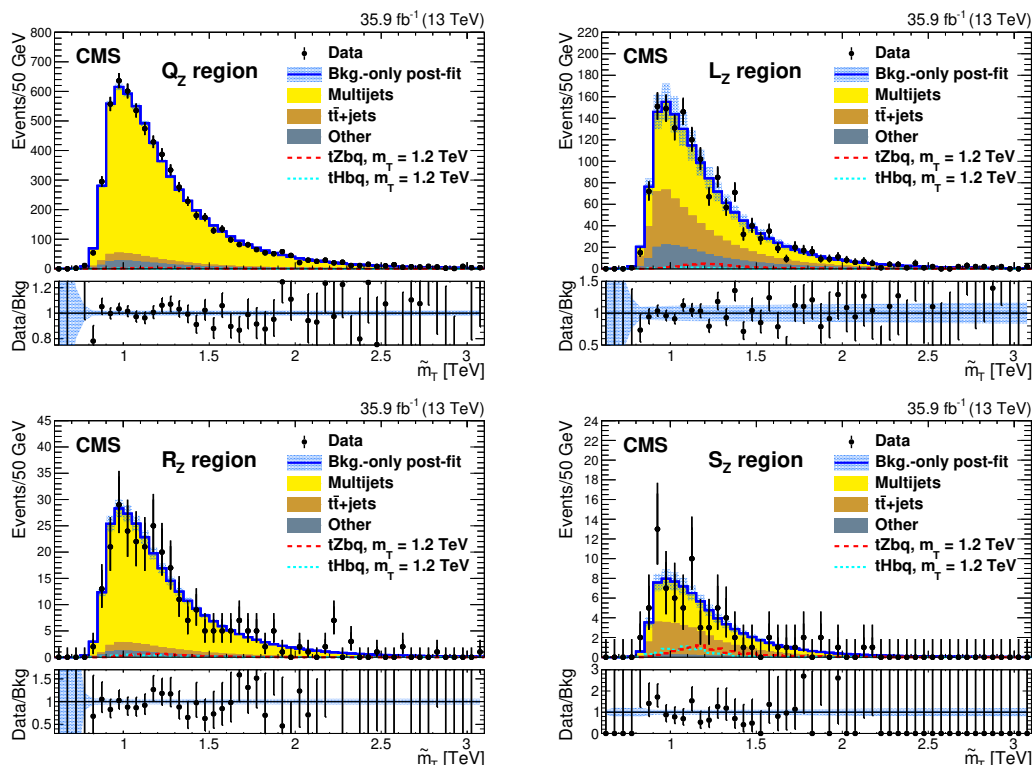 35.9 fb⁻¹ (13 TeV)
Events/50 GeV
800
700
600
500
400
300
200
100
0
CMS
Q_Z region
Data
Bkg.-only post-fit
Multijets
tt̄+jets
Other
tZbq, m_T = 1.2 TeV
tHbq, m_T = 1.2 TeV
Data/Bkg
1.2
1
0.8
1 1.5 2 2.5 3
m̃_T [TeV]
35.9 fb⁻¹ (13 TeV)
Events/50 GeV
220
200
180
160
140
120
100
80
60
40
20
0
CMS
L_Z region
Data
Bkg.-only post-fit
Multijets
tt̄+jets
Other
tZbq, m_T = 1.2 TeV
tHbq, m_T = 1.2 TeV
Data/Bkg
1.5
1
0.5
1 1.5 2 2.5 3
m̃_T [TeV]
35.9 fb⁻¹ (13 TeV)
Events/50 GeV
45
40
35
30
25
20
15
10
5
0
CMS
R_Z region
Data
Bkg.-only post-fit
Multijets
tt̄+jets
Other
tZbq, m_T = 1.2 TeV
tHbq, m_T = 1.2 TeV
Data/Bkg
1.5
1
0.5
1 1.5 2 2.5 3
m̃_T [TeV]
35.9 fb⁻¹ (13 TeV)
Events/50 GeV
24
22
20
18
16
14
12
10
8
6
4
2
0
CMS
S_Z region
Data
Bkg.-only post-fit
Multijets
tt̄+jets
Other
tZbq, m_T = 1.2 TeV
tHbq, m_T = 1.2 TeV
Data/Bkg
3
2
1
0
1 1.5 2 2.5 3
m̃_T [TeV]